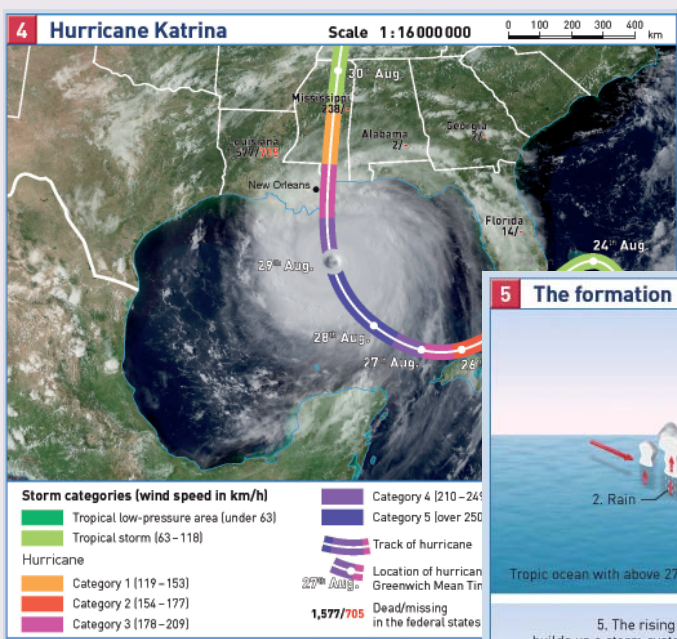 4 Hurricane Katrina
Scale 1:16 000 000
0 100 200 300 400 km
30th Aug.
Mississippi
238/-
Louisiana
1,577/705
Alabama
2/-
Georgia
2/-
New Orleans
Florida
14/-
24th Aug.
29th Aug.
28th Aug.
27th Aug.
26
Storm categories (wind speed in km/h)
Tropical low-pressure area (under 63)
Tropical storm (63–118)
Hurricane
Category 1 (119–153)
Category 2 (154–177)
Category 3 (178–209)
Category 4 (210–249
Category 5 (over 250
Track of hurricane
27th Aug.
Location of hurrican
Greenwich Mean Tim
1,577/705
Dead/missing
in the federal states
5 The formation
2. Rain
Tropic ocean with above 27
5. The rising